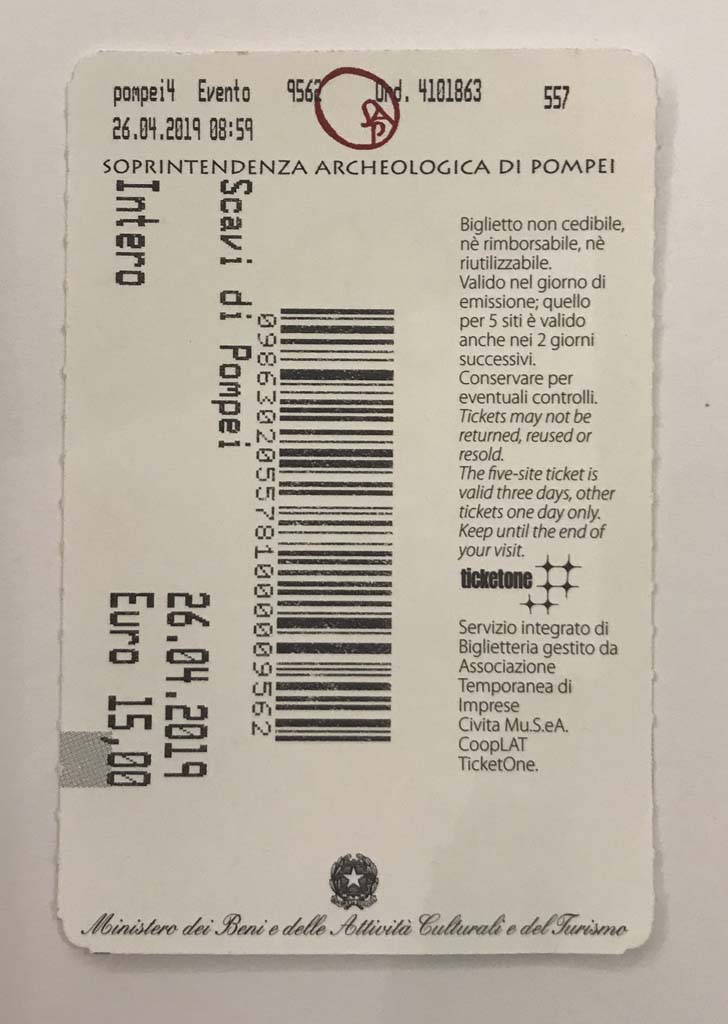 pompei4 Evento 9562 Ord. 4101863 557
26.04.2019 08:59
SAP
SOPRINTENDENZA ARCHEOLOGICA DI POMPEI
Scavi di Pompei
Intero
26.04.2019
Euro 15,00
098630205578100009562
Biglietto non cedibile,
nè rimborsabile, nè
riutilizzabile.
Valido nel giorno di
emissione; quello
per 5 siti è valido
anche nei 2 giorni
successivi.
Conservare per
eventuali controlli.
Tickets may not be
returned, reused or
resold.
The five-site ticket is
valid three days, other
tickets one day only.
Keep until the end of
your visit.
ticketone
Servizio integrato di
Biglietteria gestito da
Associazione
Temporanea di
Imprese
Civita Mu.S.eA.
CoopLAT
TicketOne.
Ministero dei Beni e delle Attività Culturali e del Turismo